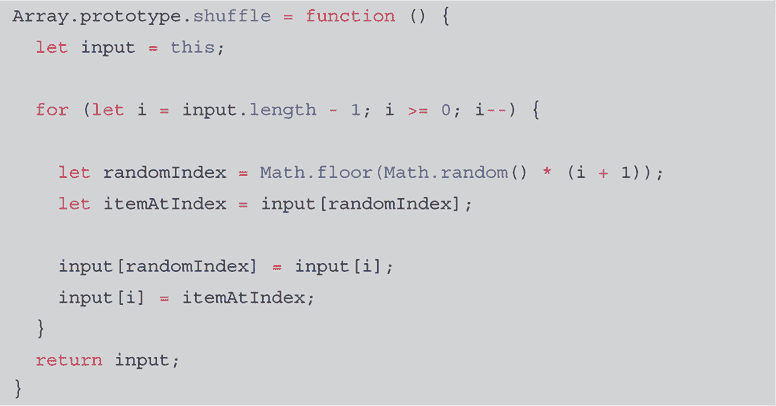 Array.prototype.shuffle = function () {
  let input = this;
  for (let i = input.length - 1; i >= 0; i--) {
    let randomIndex = Math.floor(Math.random() * (i + 1));
    let itemAtIndex = input[randomIndex];
    input[randomIndex] = input[i];
    input[i] = itemAtIndex;
  }
  return input;
}